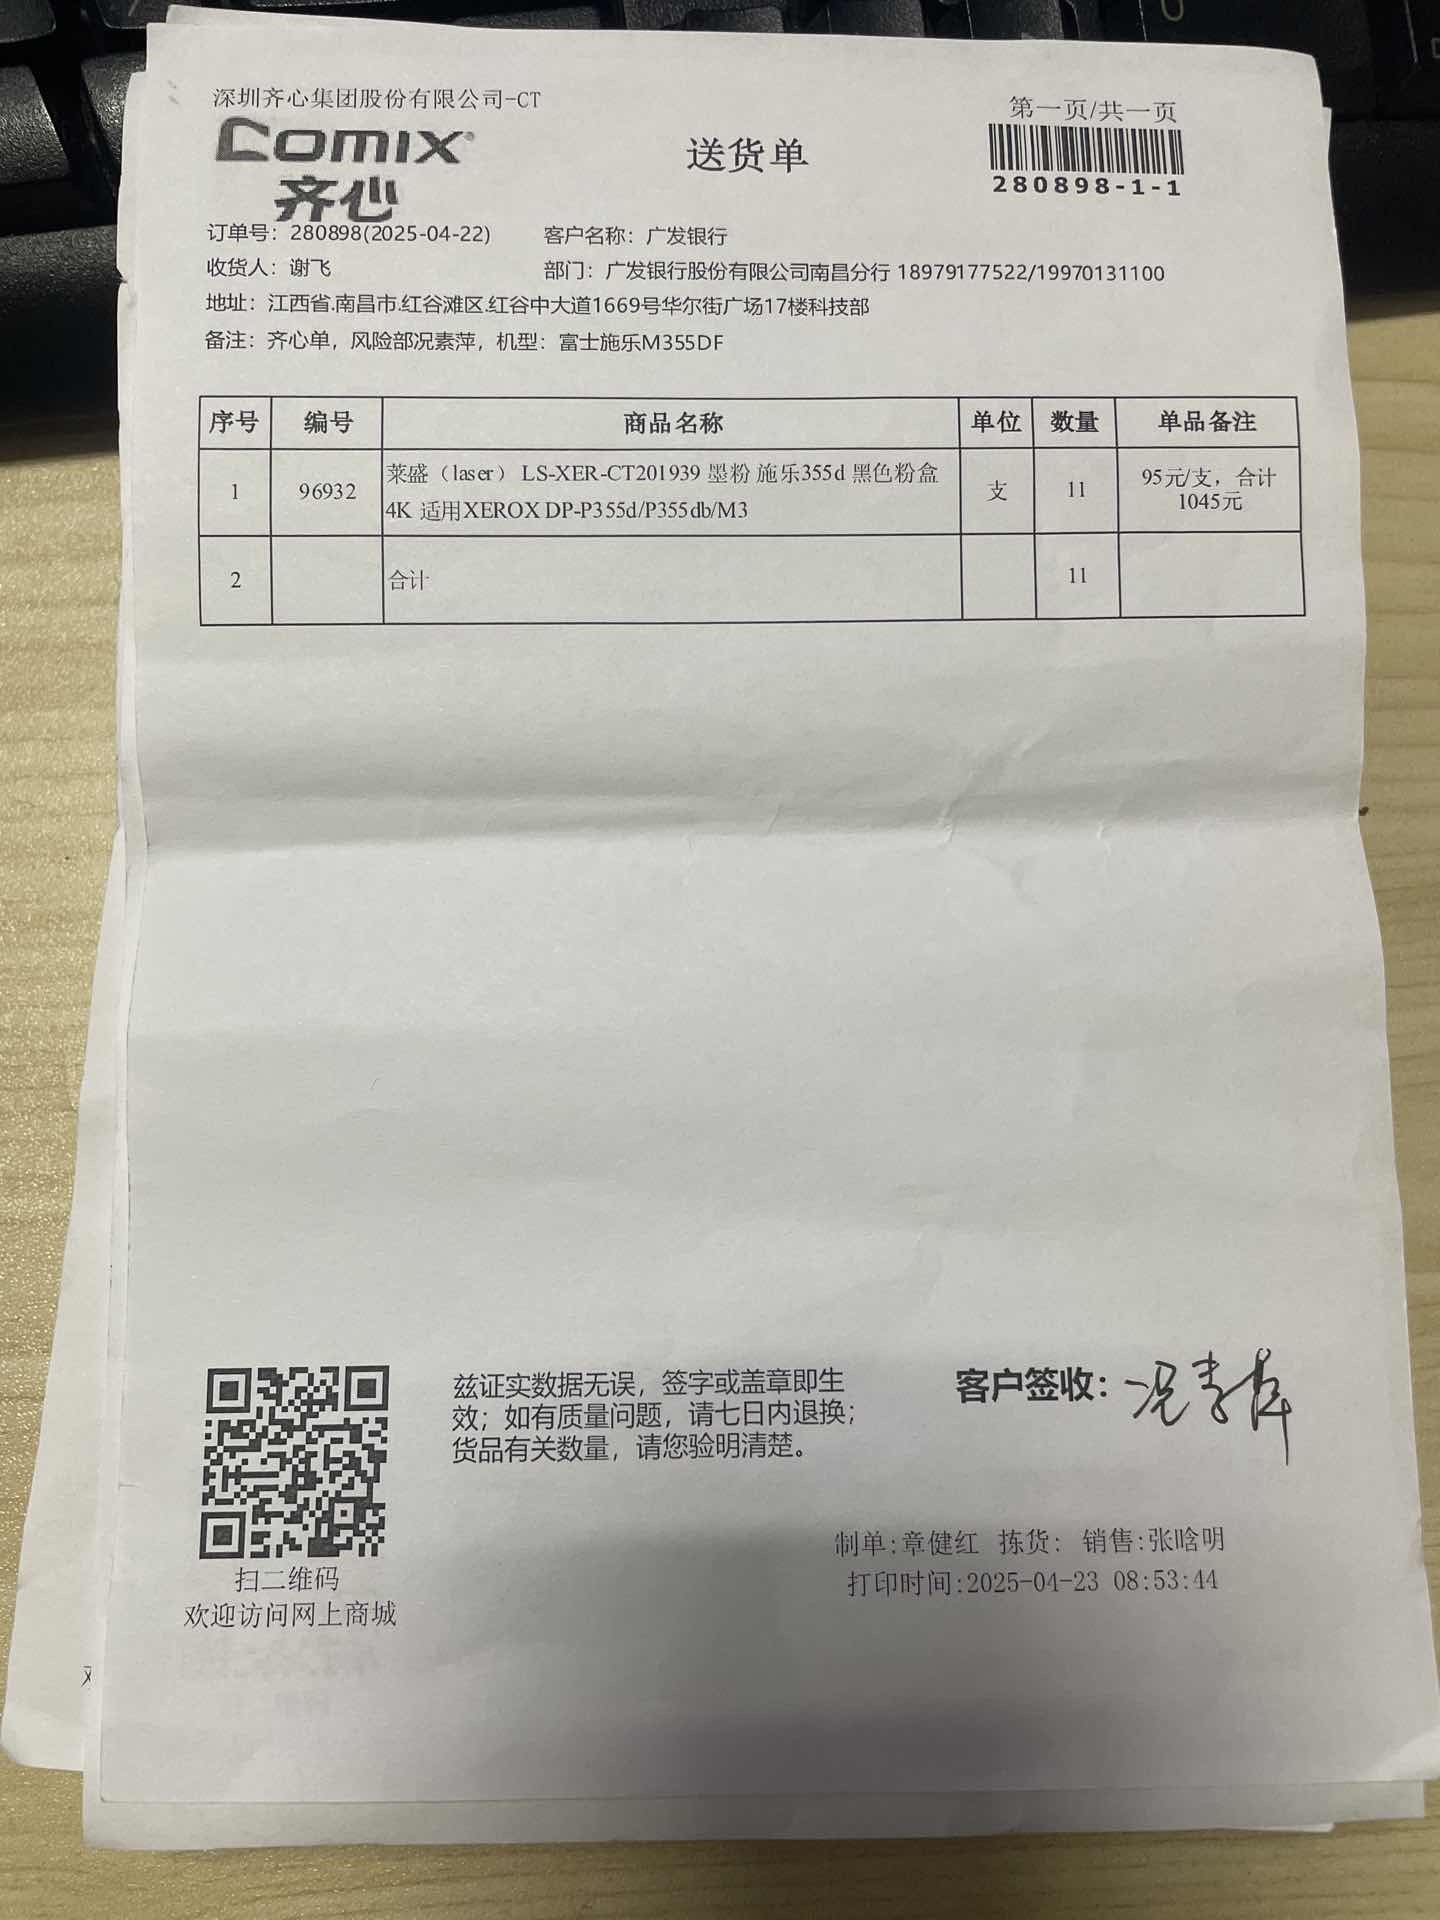 深圳齐心集团股份有限公司-CT
第一页/共一页
COMIX
齐心
送货单
280898-1-1
订单号：280898(2025-04-22) 客户名称：广发银行
收货人：谢飞 部门：广发银行股份有限公司南昌分行 18979177522/19970131100
地址：江西省.南昌市.红谷滩区.红谷中大道1669号华尔街广场17楼科技部
备注：齐心单，风险部况素萍，机型：富士施乐M355DF
序号 编号 商品名称 单位 数量 单品备注
1 96932 莱盛（laser） LS-XER-CT201939 墨粉 施乐355d 黑色粉盒 4K 适用XEROX DP-P355d/P355db/M3 支 11 95元/支，合计1045元
2 合计 11
兹证实数据无误，签字或盖章即生
效；如有质量问题，请七日内退换；
货品有关数量，请您验明清楚。
客户签收：况素萍
制单:章健红 拣货: 销售:张晗明
打印时间:2025-04-23 08:53:44
扫二维码
欢迎访问网上商城